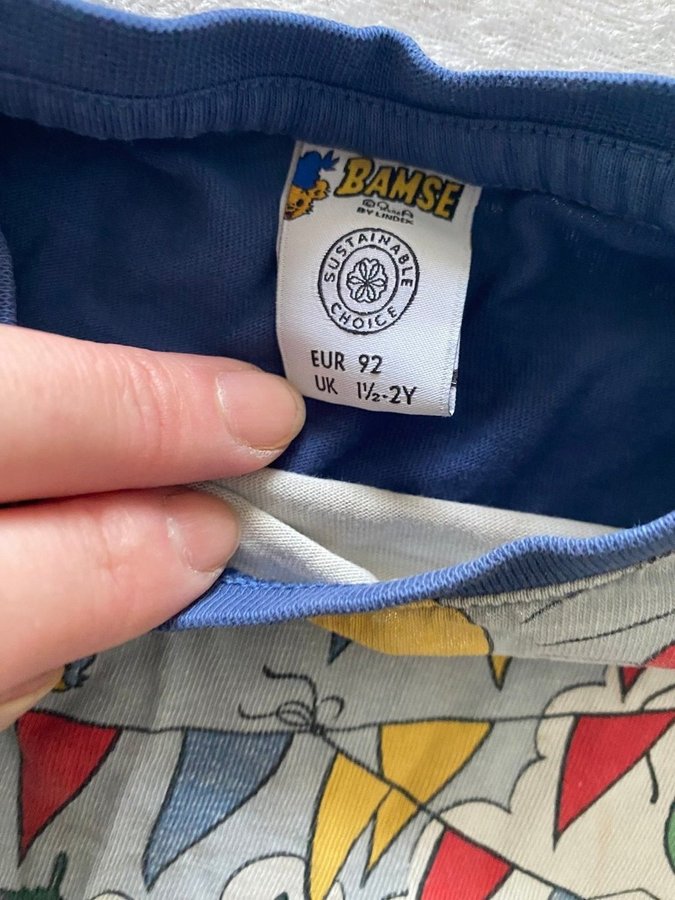 BAMSE
©
BY LINDEX
SUSTAINABLE
CHOICE
EUR 92
UK 1½-2Y